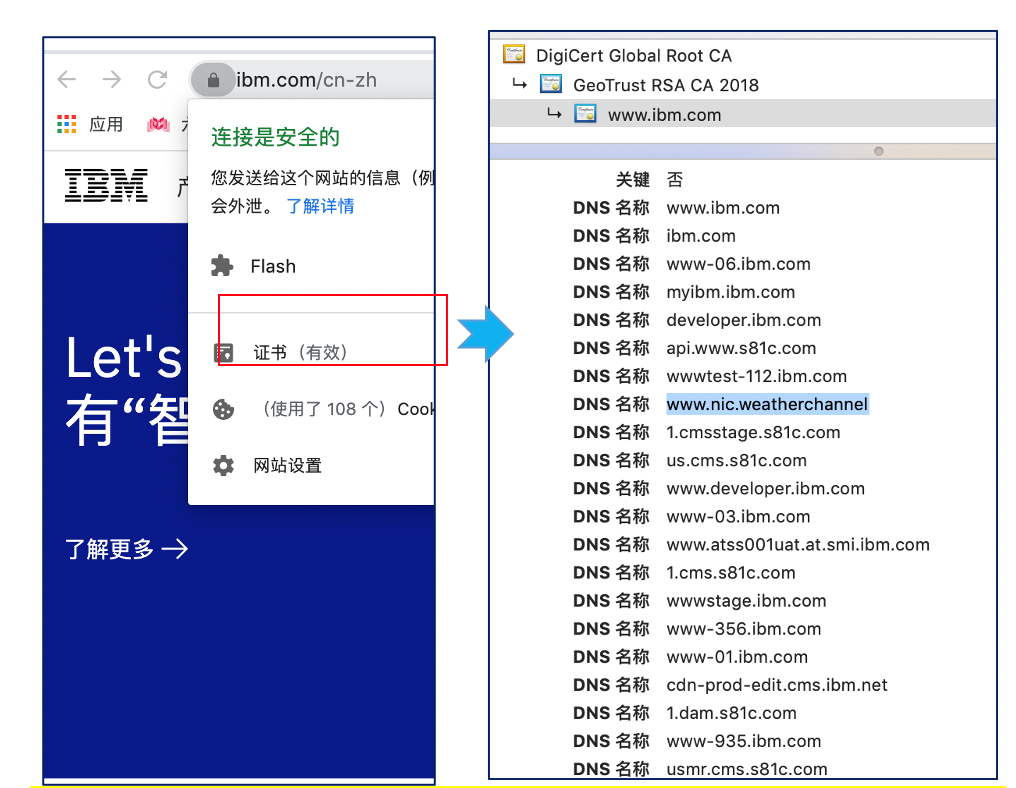 ibm.com/cn-zh
应用
六
连接是安全的
IBM
产
您发送给这个网站的信息（例
会外泄。 了解详情
Flash
Let's
有“智
证书（有效）
（使用了 108 个）Cook
网站设置
了解更多
DigiCert Global Root CA
GeoTrust RSA CA 2018
www.ibm.com
关键 否
DNS 名称 www.ibm.com
DNS 名称 ibm.com
DNS 名称 www-06.ibm.com
DNS 名称 myibm.ibm.com
DNS 名称 developer.ibm.com
DNS 名称 api.www.s81c.com
DNS 名称 wwwtest-112.ibm.com
DNS 名称 www.nic.weatherchannel
DNS 名称 1.cmsstage.s81c.com
DNS 名称 us.cms.s81c.com
DNS 名称 www.developer.ibm.com
DNS 名称 www-03.ibm.com
DNS 名称 www.atss001uat.at.smi.ibm.com
DNS 名称 1.cms.s81c.com
DNS 名称 wwwstage.ibm.com
DNS 名称 www-356.ibm.com
DNS 名称 www-01.ibm.com
DNS 名称 cdn-prod-edit.cms.ibm.net
DNS 名称 1.dam.s81c.com
DNS 名称 www-935.ibm.com
DNS 名称 usmr.cms.s81c.com